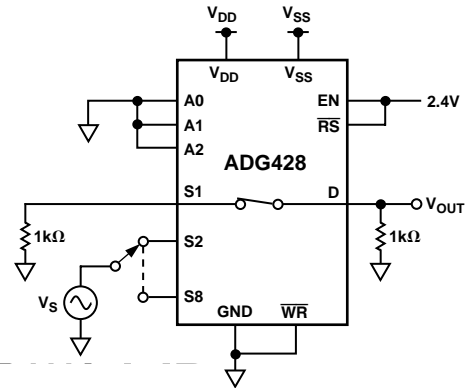 VDD VSS
VDD VSS
A0 EN 2.4V
A1 RS
A2
ADG428
S1 D VOUT
1kΩ S2 1kΩ
VS S8
GND WR